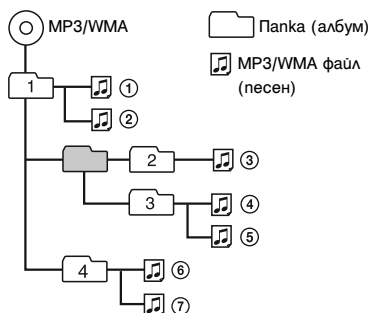 MP3/WMA
Папка (албум)
MP3/WMA файл
(песен)
1
①
②
2
③
3
④
⑤
4
⑥
⑦